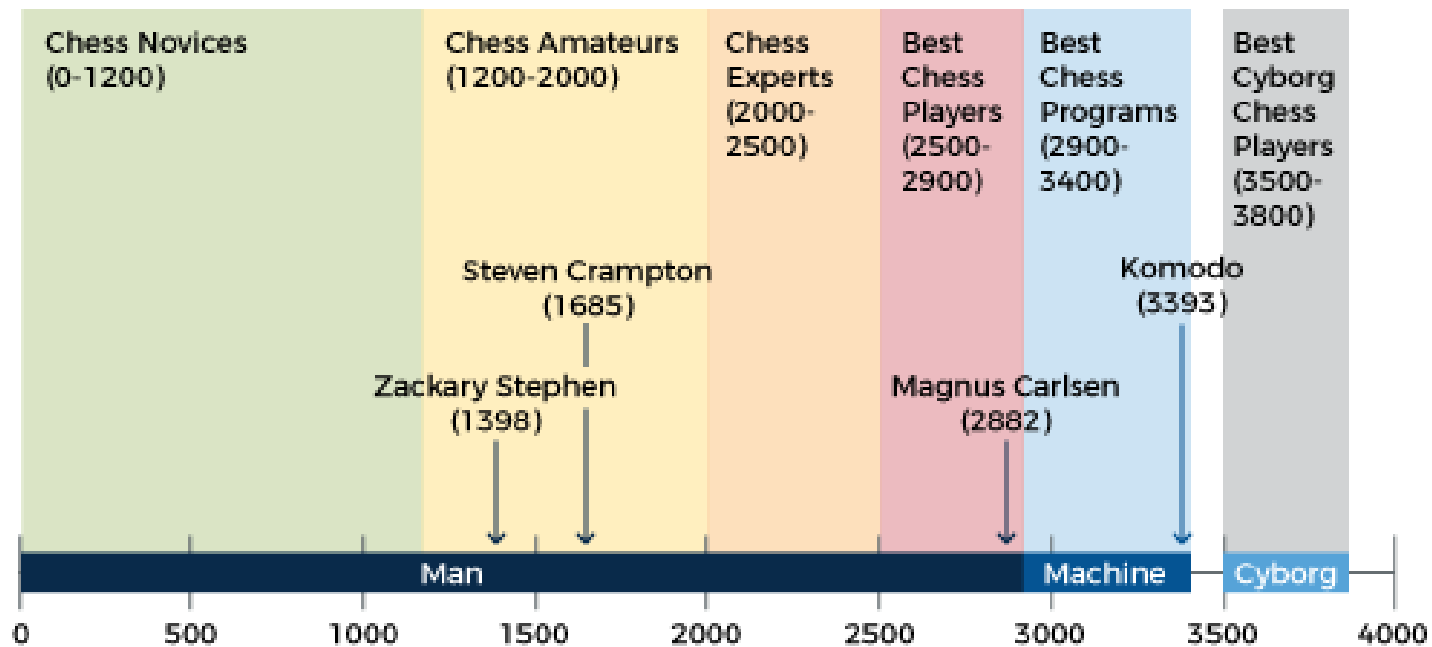 Chess Novices
(0-1200)
Chess Amateurs
(1200-2000)
Chess
Experts
(2000-
2500)
Best
Chess
Players
(2500-
2900)
Best
Chess
Programs
(2900-
3400)
Best
Cyborg
Chess
Players
(3500-
3800)
Steven Crampton
(1685)
Komodo
(3393)
Zackary Stephen
(1398)
Magnus Carlsen
(2882)
Man
Machine
Cyborg
0 500 1000 1500 2000 2500 3000 3500 4000